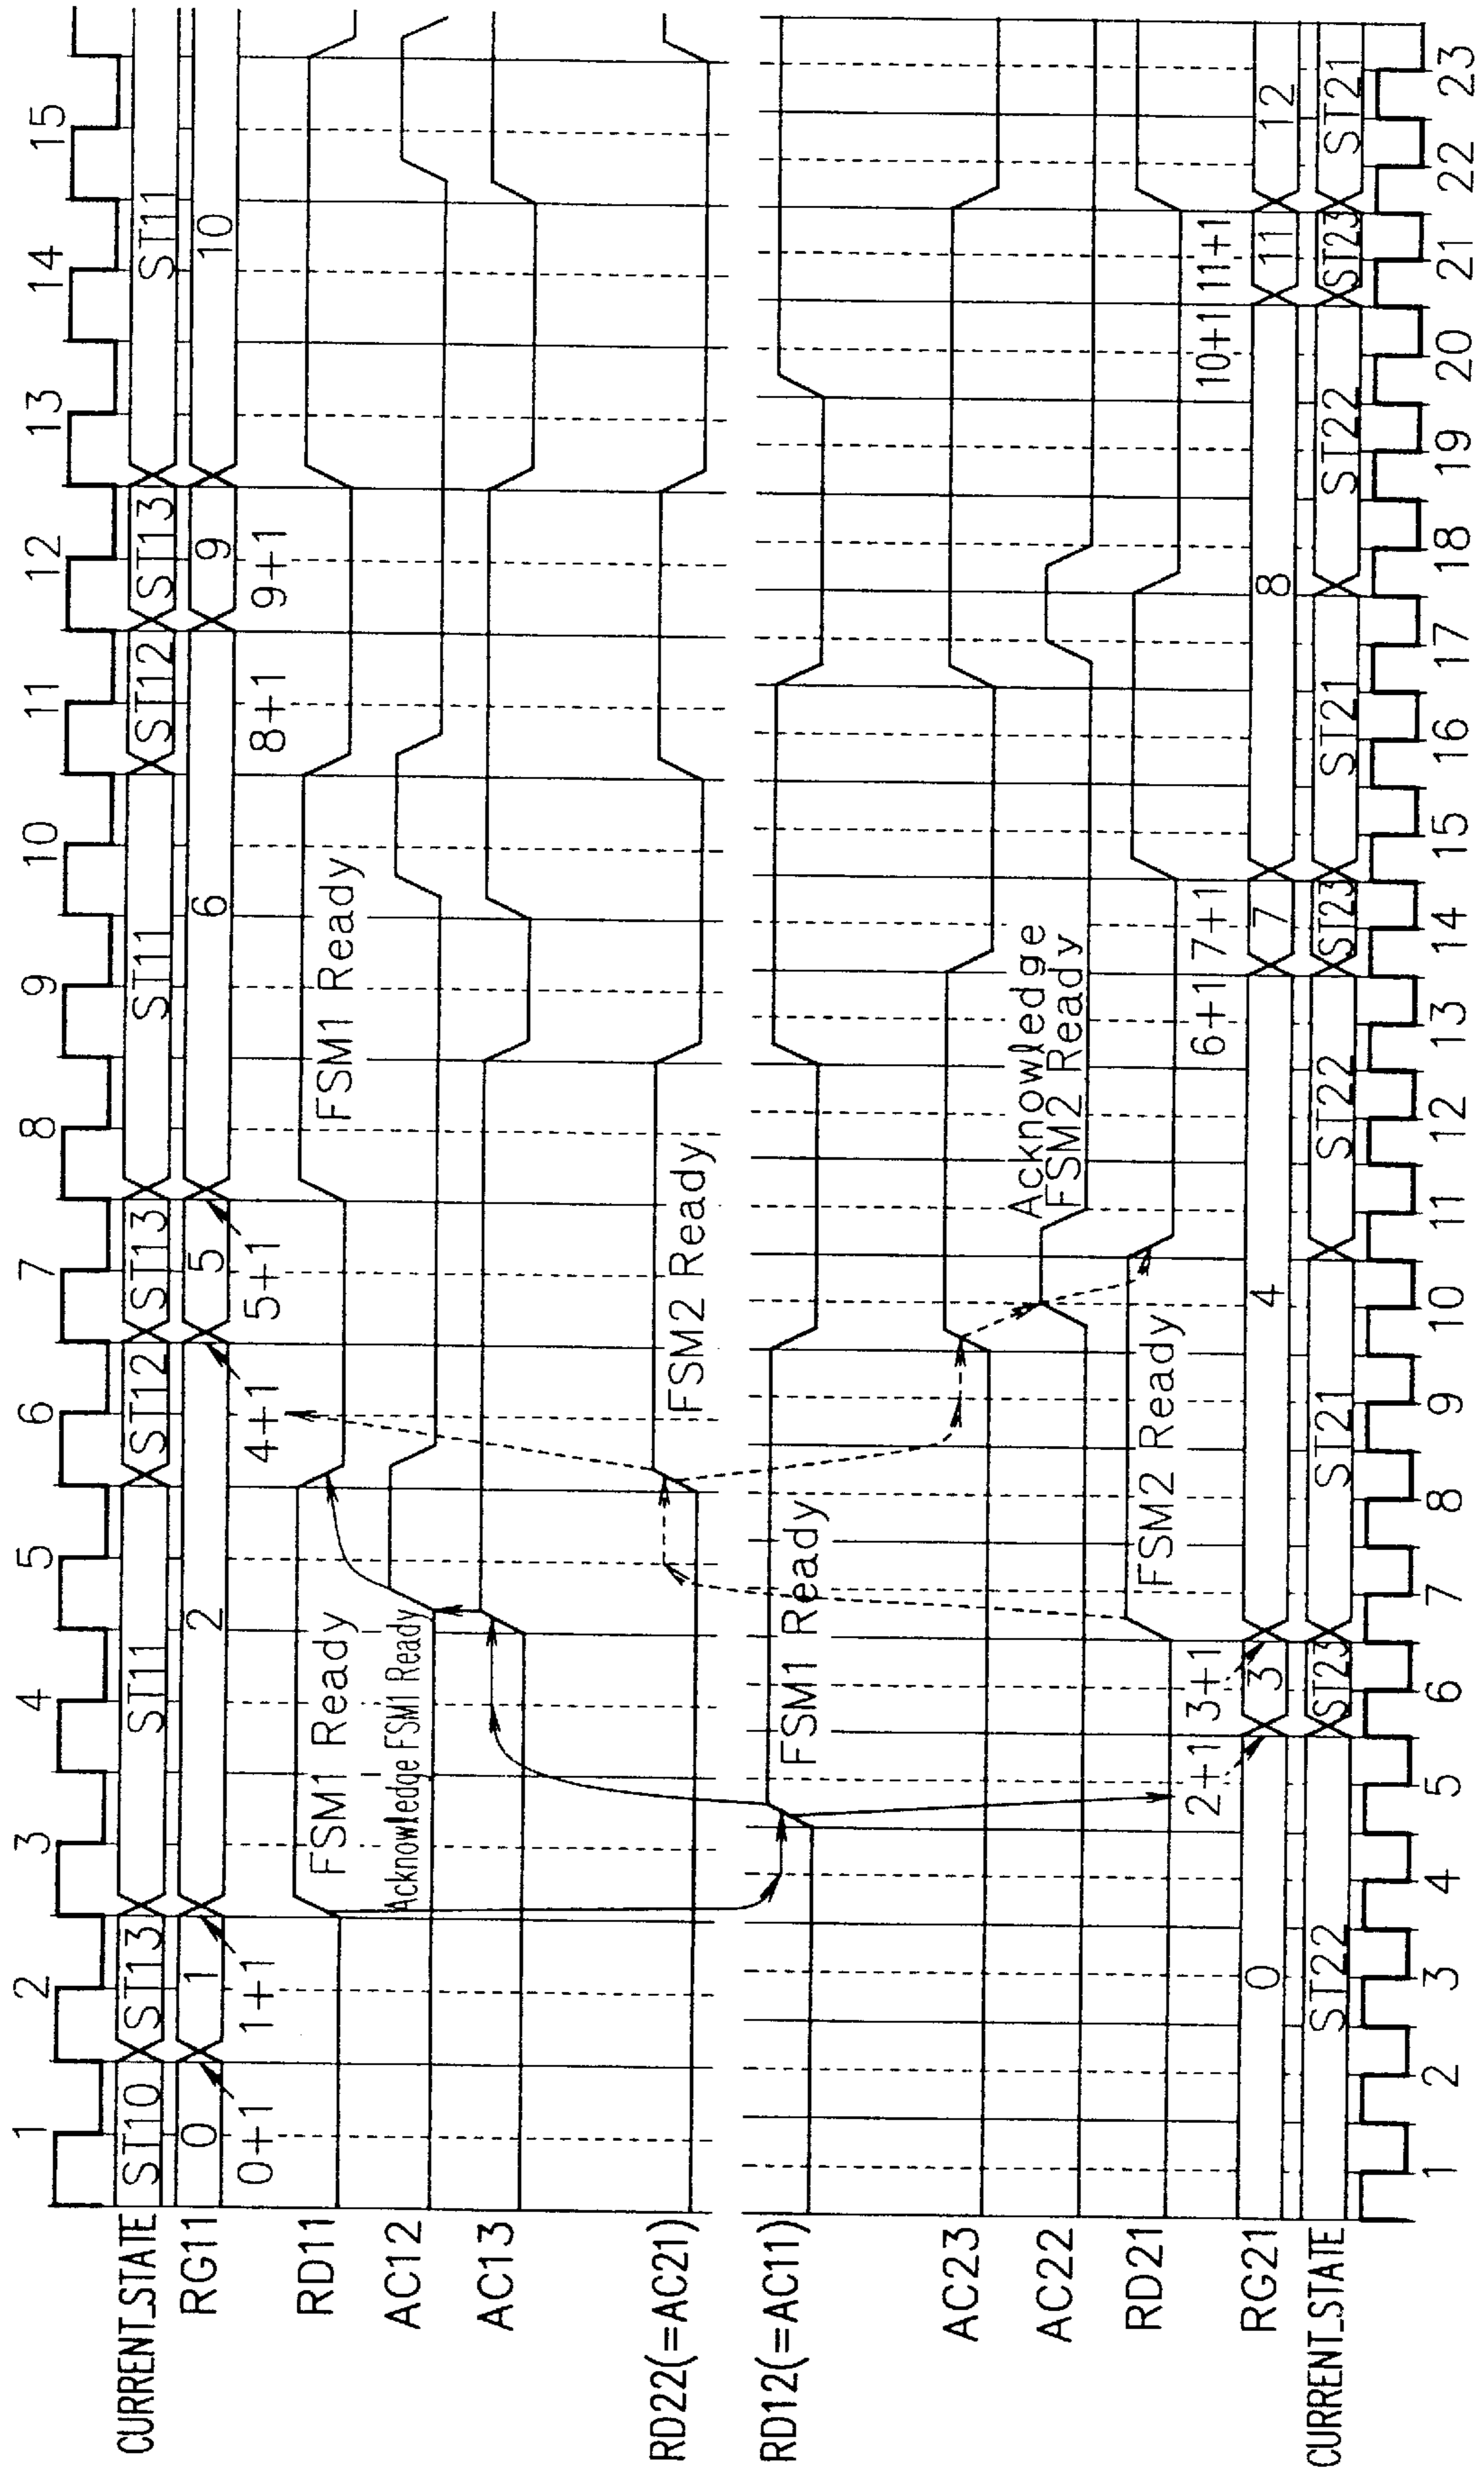 1 2 3 4 5 6 7 8 9 10 11 12 13 14 15
CURRENT_STATE ST10 ST13 ST11 ST12 ST13 ST11 ST12 ST13 ST11
RG11 0 1 2 5 6 9 10
0+1 1+1 4+1 5+1 8+1 9+1
RD11
FSM1 Ready FSM1 Ready
AC12
Acknowledge FSM1 Ready
AC13
RD22(=AC21)
FSM2 Ready
RD12(=AC11)
FSM1 Ready
AC23
Acknowledge
FSM2 Ready
AC22
RD21
FSM2 Ready
2+1 3+1 6+1 7+1 10+1 11+1
RG21 0 3 4 7 8 11 12
CURRENT_STATE ST22 ST23 ST21 ST22 ST23 ST21 ST22 ST23 ST21
1 2 3 4 5 6 7 8 9 10 11 12 13 14 15 16 17 18 19 20 21 22 23